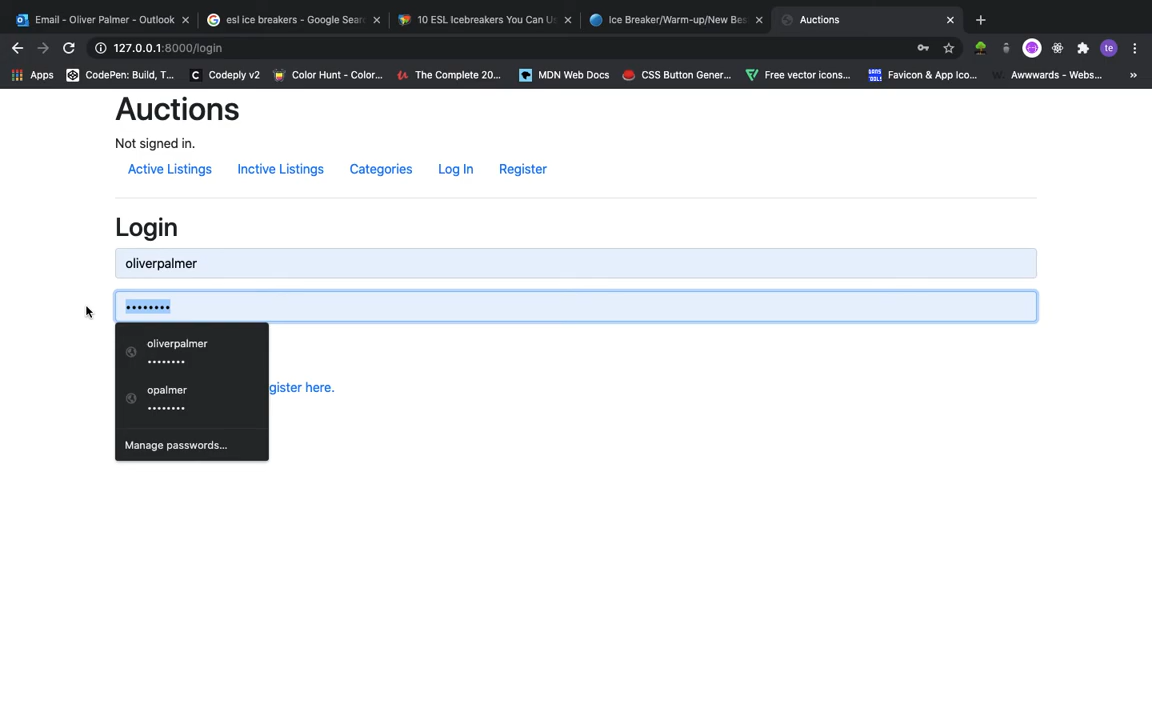 Email - Oliver Palmer - Outlook
esl ice breakers - Google Sear
10 ESL Icebreakers You Can U
Ice Breaker/Warm-up/New Bes
Auctions
127.0.0.1:8000/login
te
Apps
CodePen: Build, T...
Codeply v2
Color Hunt - Color...
The Complete 20...
MDN Web Docs
CSS Button Gener...
Free vector icons...
Favicon & App Ico...
Awwwards - Webs...
»
Auctions
Not signed in.
Active Listings
Inctive Listings
Categories
Log In
Register
Login
oliverpalmer
••••••••
oliverpalmer
••••••••
opalmer
••••••••
gister here.
Manage passwords...